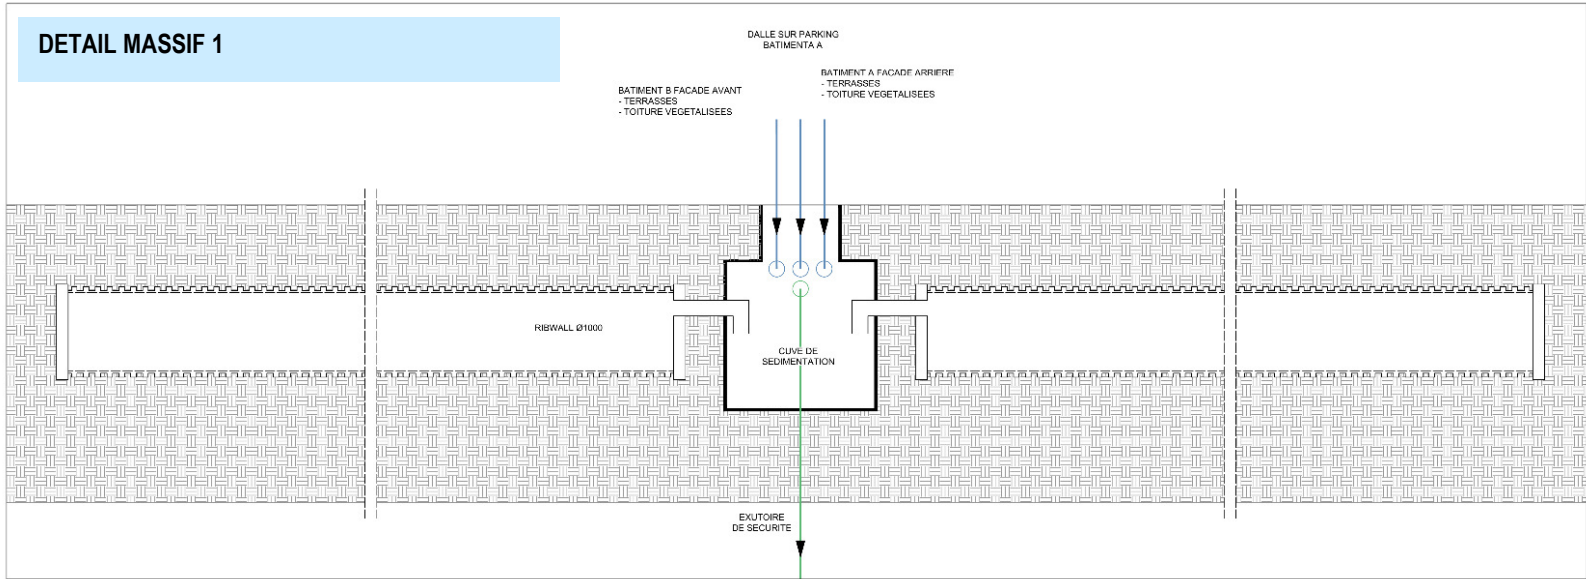 DETAIL MASSIF 1
DALLE SUR PARKING
BATIMENTA A
BATIMENT B FACADE AVANT
- TERRASSES
- TOITURE VEGETALISEES
BATIMENT A FACADE ARRIERE
- TERRASSES
- TOITURE VEGETALISEES
RIBWALL Ø1000
CUVE DE
SEDIMENTATION
EXUTOIRE
DE SECURITE